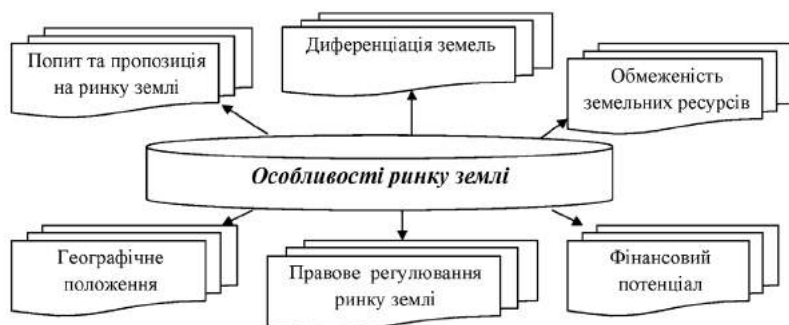 Попит та пропозиція
на ринку землі
Диференціація земель
Обмеженість
земельних ресурсів
Особливості ринку землі
Географічне
положення
Правове регулювання
ринку землі
Фінансовий
потенціал